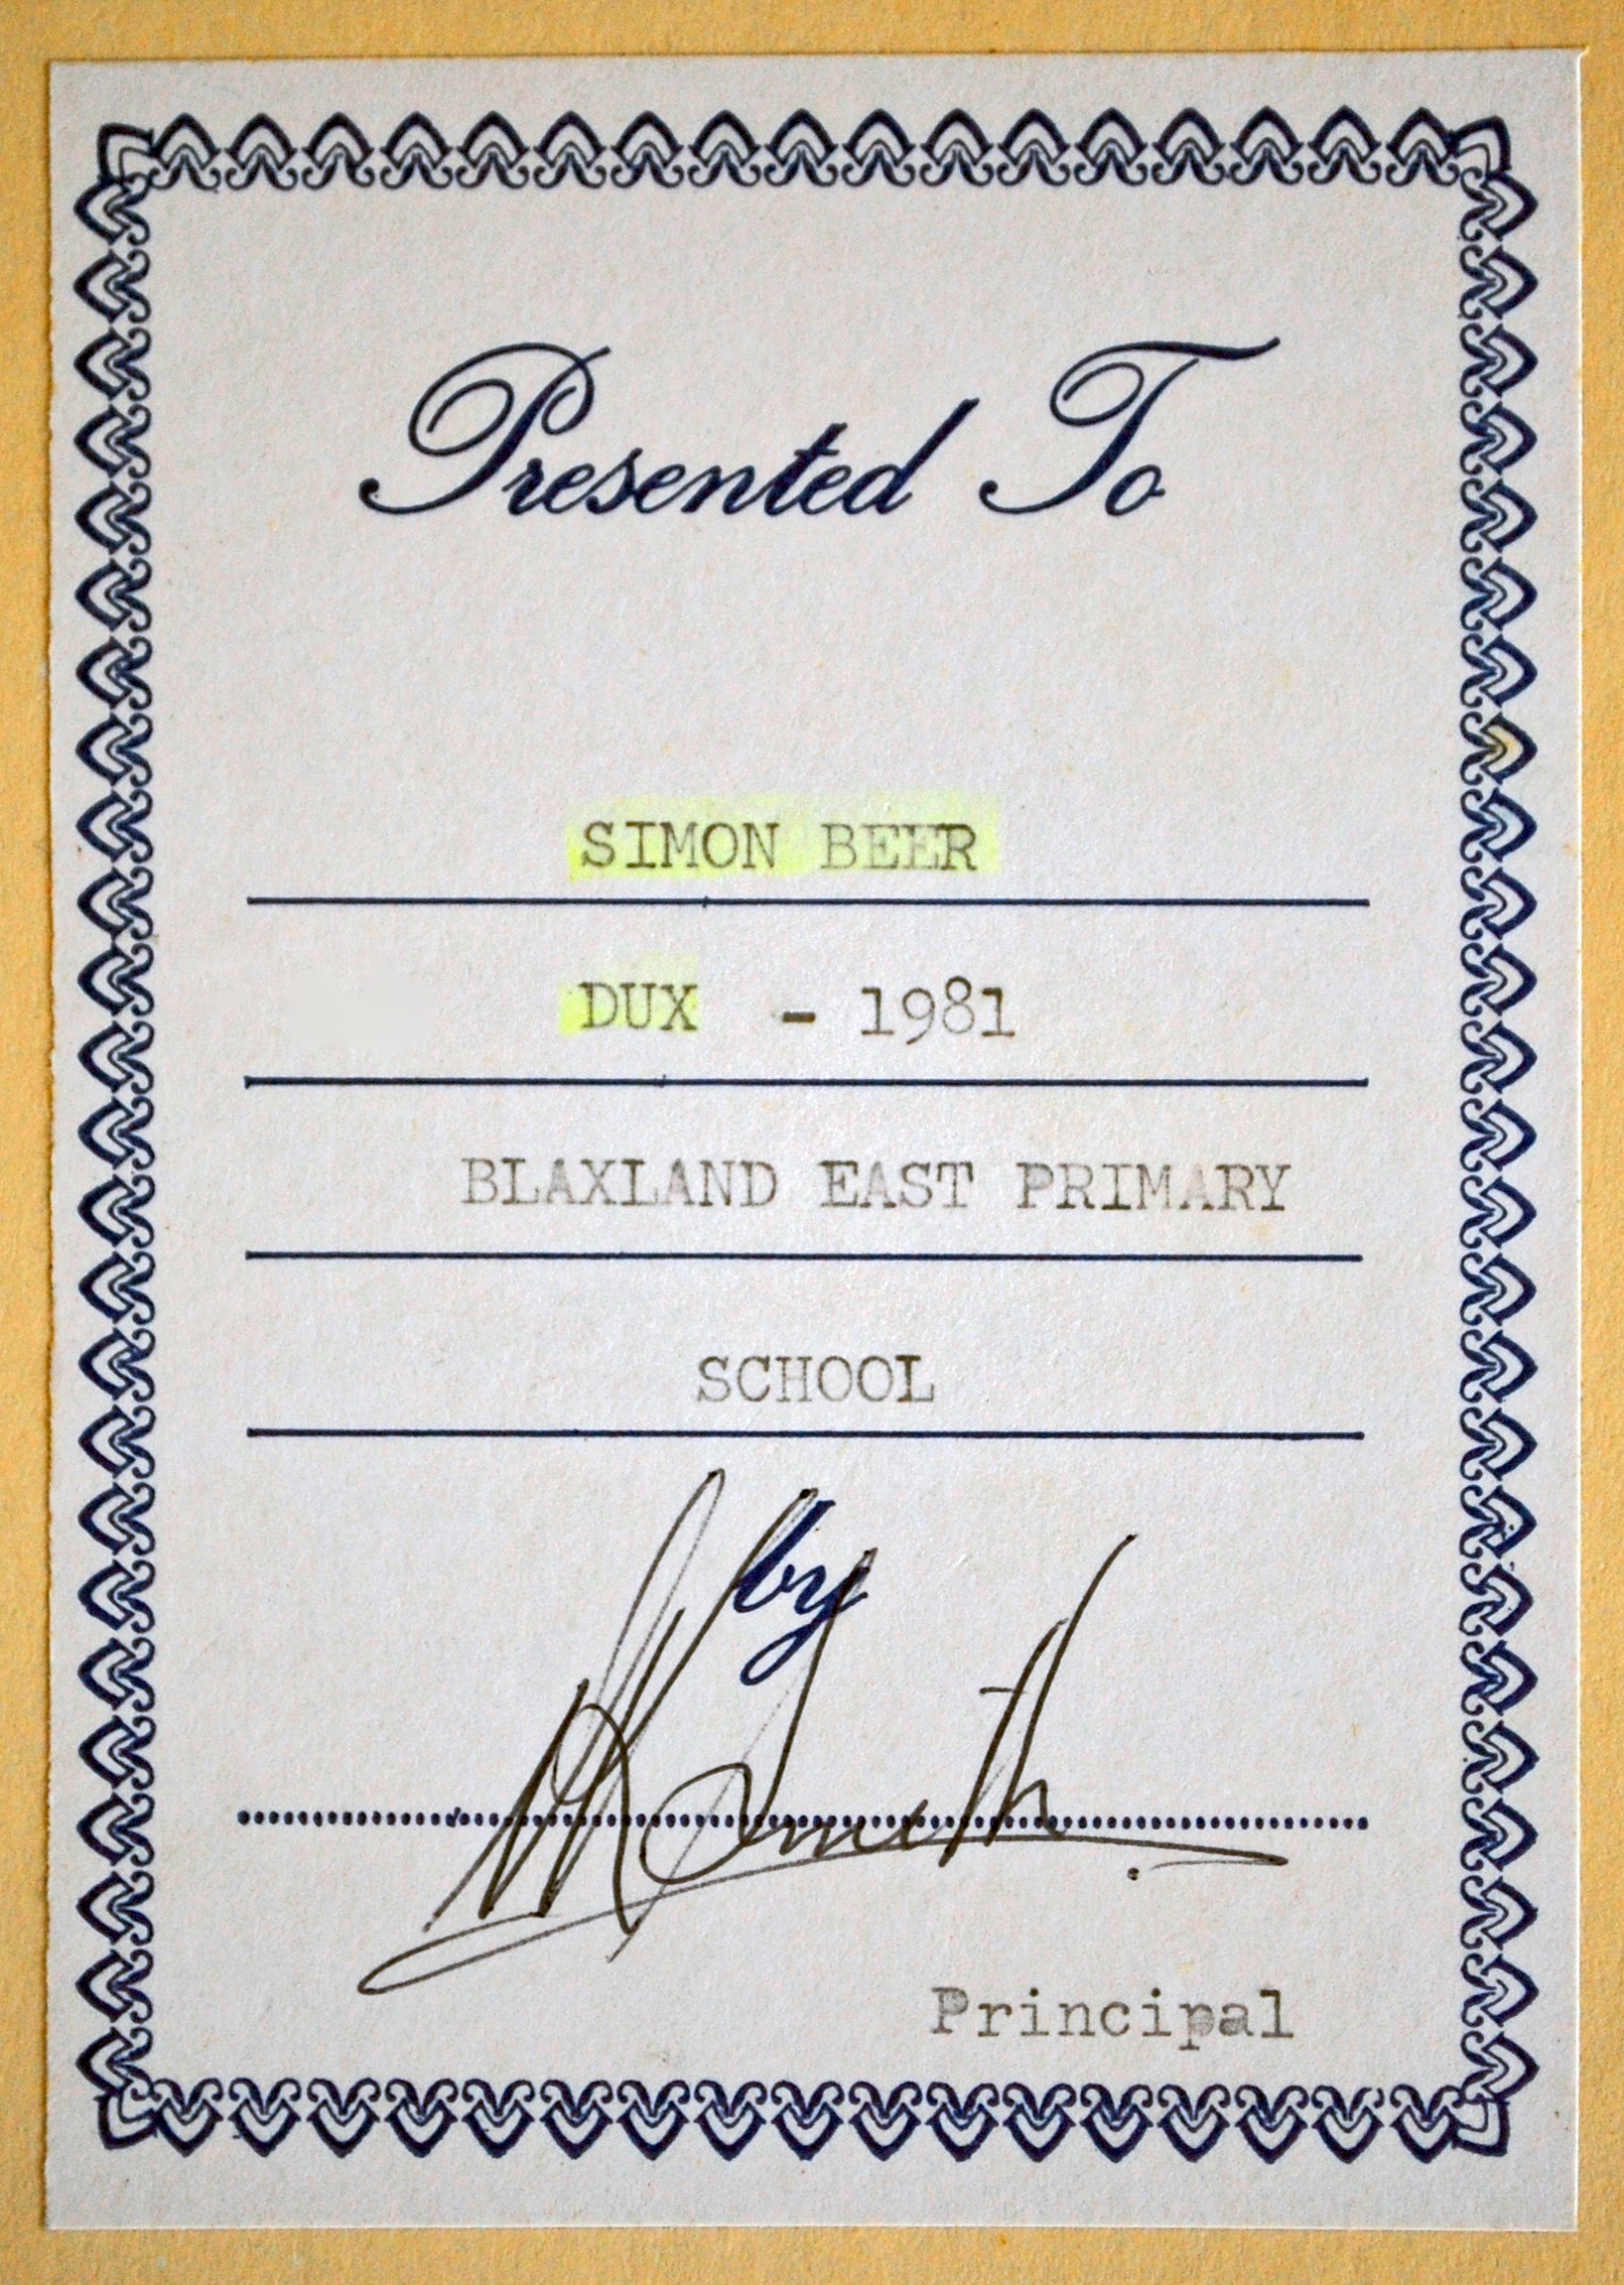 Presented To
SIMON BEER
DUX - 1981
BLAXLAND EAST PRIMARY
SCHOOL
by
Principal